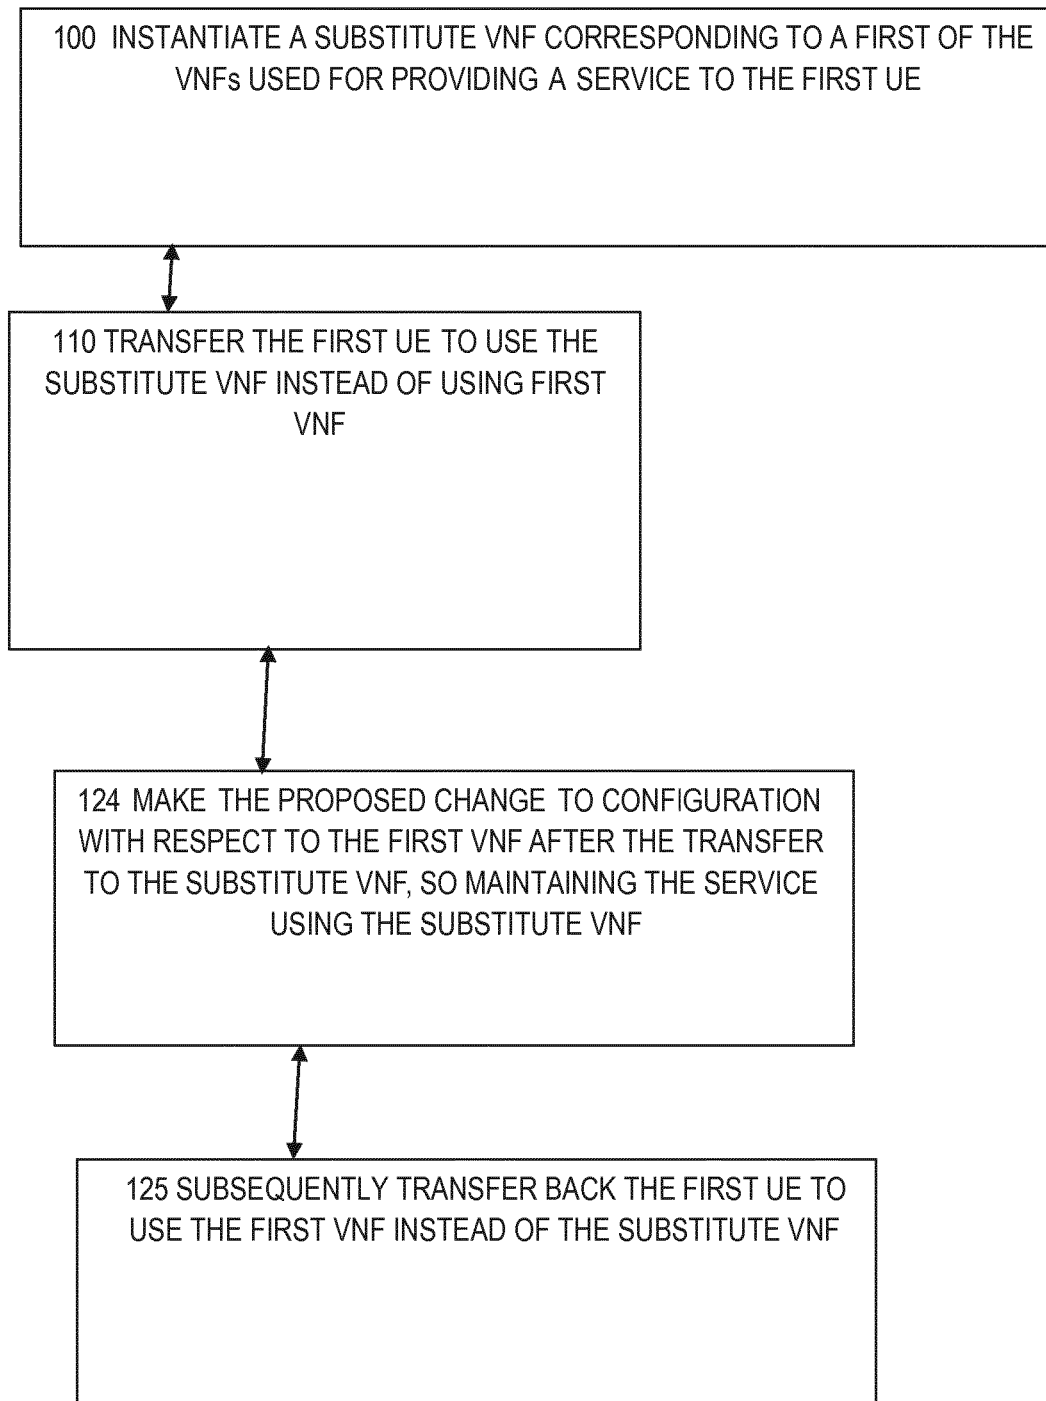 100 INSTANTIATE A SUBSTITUTE VNF CORRESPONDING TO A FIRST OF THE
VNFs USED FOR PROVIDING A SERVICE TO THE FIRST UE
110 TRANSFER THE FIRST UE TO USE THE
SUBSTITUTE VNF INSTEAD OF USING FIRST
VNF
124 MAKE THE PROPOSED CHANGE TO CONFIGURATION
WITH RESPECT TO THE FIRST VNF AFTER THE TRANSFER
TO THE SUBSTITUTE VNF, SO MAINTAINING THE SERVICE
USING THE SUBSTITUTE VNF
125 SUBSEQUENTLY TRANSFER BACK THE FIRST UE TO
USE THE FIRST VNF INSTEAD OF THE SUBSTITUTE VNF